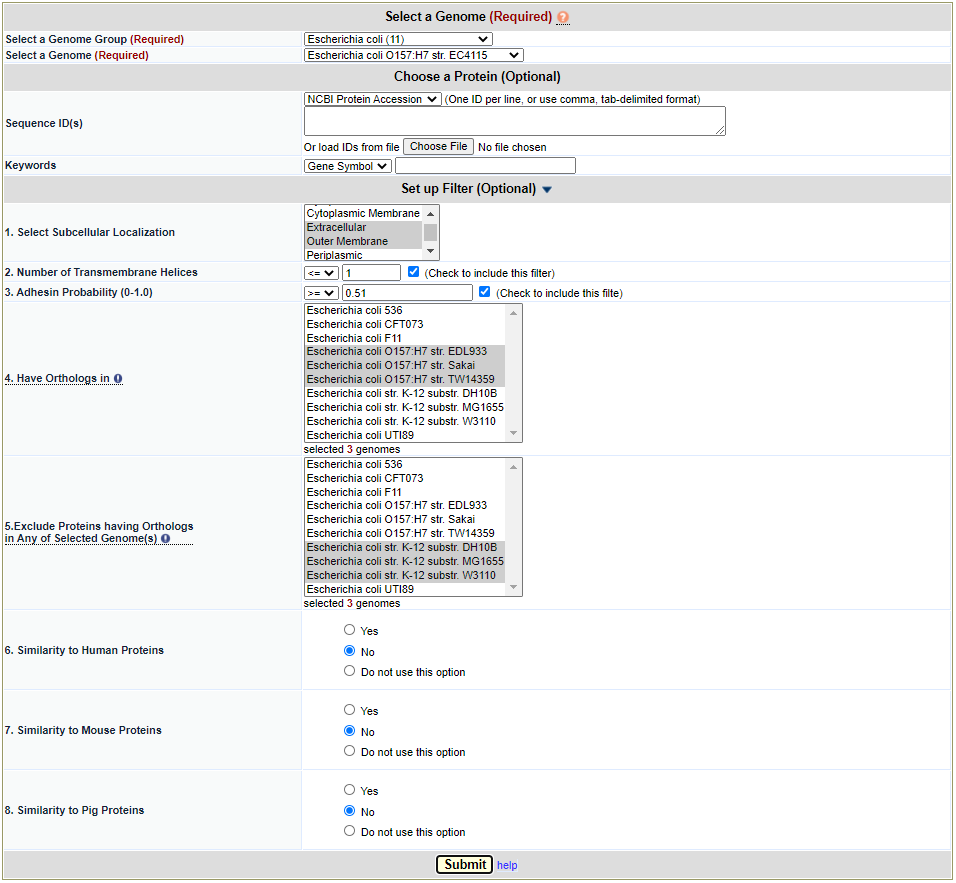 Select a Genome (Required) ?
Select a Genome Group (Required) Escherichia coli (11)
Select a Genome (Required) Escherichia coli O157:H7 str. EC4115
Choose a Protein (Optional)
NCBI Protein Accession (One ID per line, or use comma, tab-delimited format)
Sequence ID(s)
Or load IDs from file Choose File No file chosen
Keywords Gene Symbol
Set up Filter (Optional)
1. Select Subcellular Localization
Cytoplasmic Membrane
Extracellular
Outer Membrane
Periplasmic
2. Number of Transmembrane Helices <= 1 (Check to include this filter)
3. Adhesin Probability (0-1.0) >= 0.51 (Check to include this filte)
4. Have Orthologs in
Escherichia coli 536
Escherichia coli CFT073
Escherichia coli F11
Escherichia coli O157:H7 str. EDL933
Escherichia coli O157:H7 str. Sakai
Escherichia coli O157:H7 str. TW14359
Escherichia coli str. K-12 substr. DH10B
Escherichia coli str. K-12 substr. MG1655
Escherichia coli str. K-12 substr. W3110
Escherichia coli UTI89
selected 3 genomes
5.Exclude Proteins having Orthologs
in Any of Selected Genome(s)
Escherichia coli 536
Escherichia coli CFT073
Escherichia coli F11
Escherichia coli O157:H7 str. EDL933
Escherichia coli O157:H7 str. Sakai
Escherichia coli O157:H7 str. TW14359
Escherichia coli str. K-12 substr. DH10B
Escherichia coli str. K-12 substr. MG1655
Escherichia coli str. K-12 substr. W3110
Escherichia coli UTI89
selected 3 genomes
6. Similarity to Human Proteins
Yes
No
Do not use this option
7. Similarity to Mouse Proteins
Yes
No
Do not use this option
8. Similarity to Pig Proteins
Yes
No
Do not use this option
Submit help